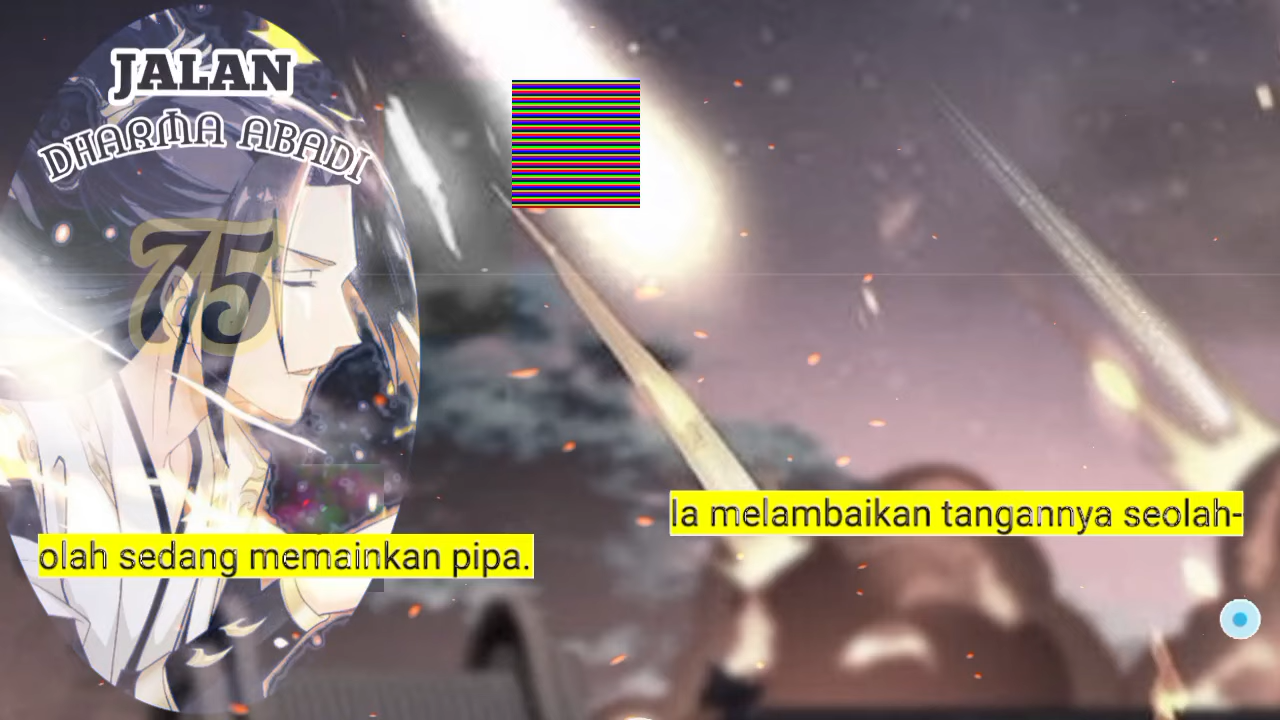 JALAN
DHARMA ABADI
75
Ia melambaikan tangannya seolah-
olah sedang memainkan pipa.